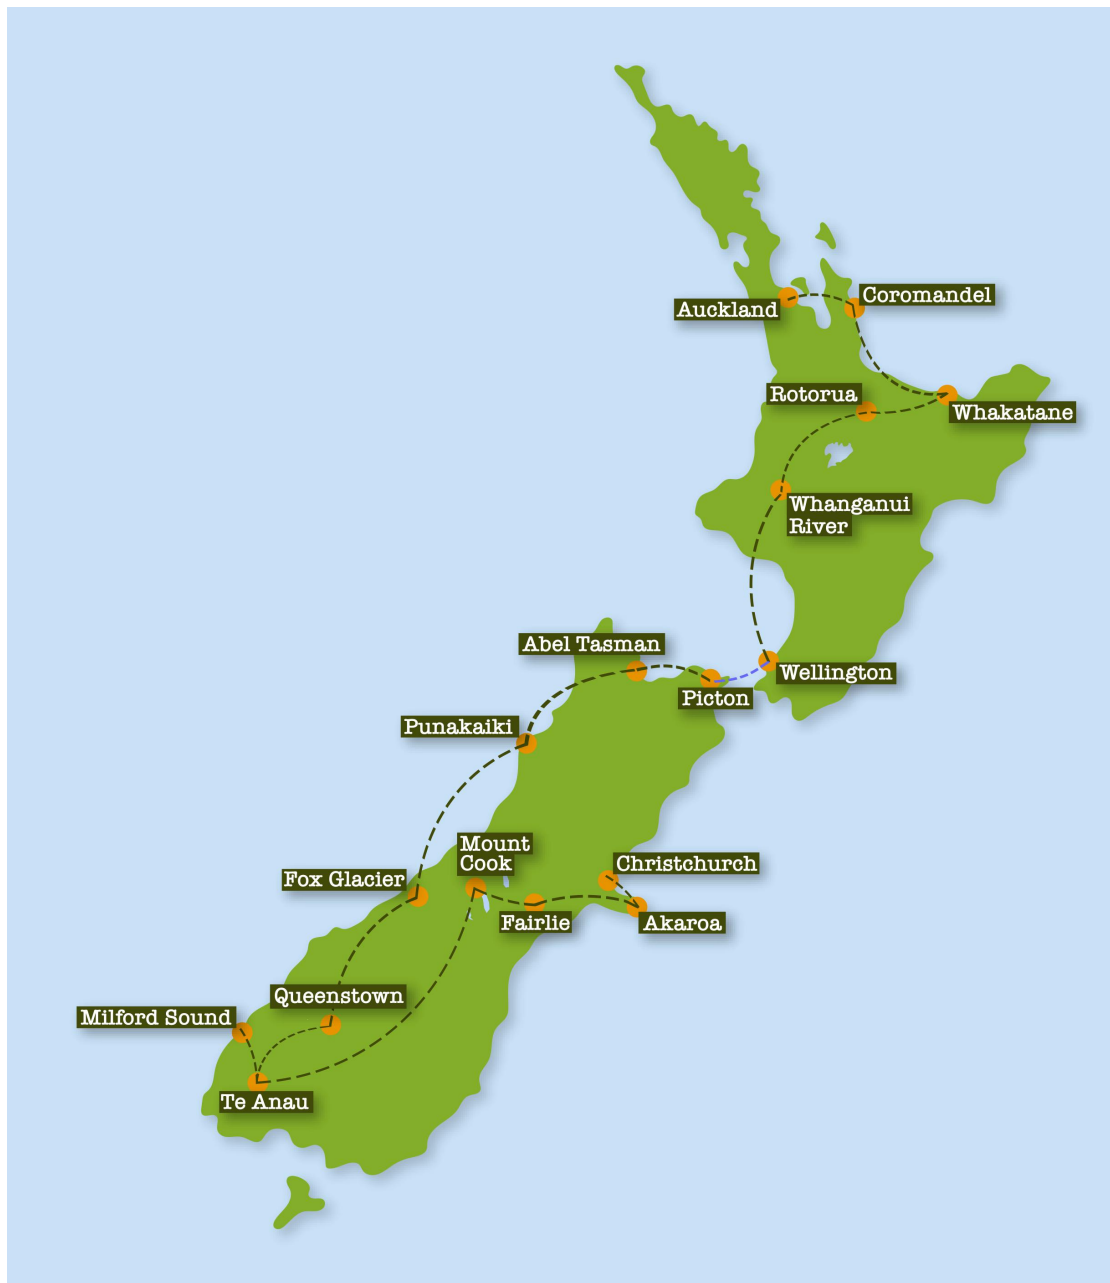 Coromandel
Auckland
Rotorua
Whakatane
Whanganui
River
Abel Tasman
Wellington
Picton
Punakaiki
Mount
Cook
Christchurch
Fox Glacier
Fairlie
Akaroa
Queenstown
Milford Sound
Te Anau